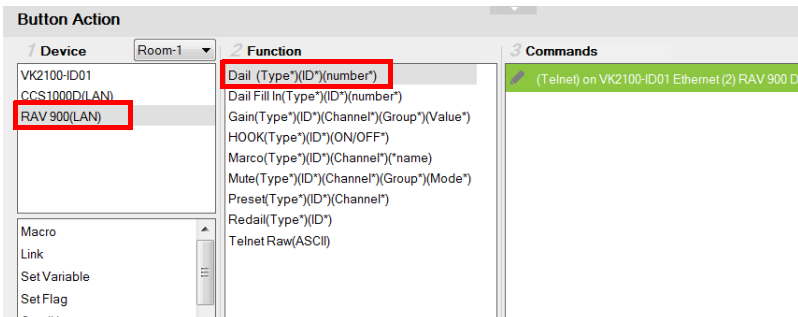 Button Action
1 Device Room-1
2 Function
3 Commands
VK2100-ID01
CCS1000D(LAN)
RAV 900(LAN)
Macro
Link
Set Variable
Set Flag
Dail (Type*)(ID*)(number*)
Dail Fill In(Type*)(ID*)(number*)
Gain(Type*)(ID*)(Channel*)(Group*)(Value*)
HOOK(Type*)(ID*)(ON/OFF*)
Marco(Type*)(ID*)(Channel*)(*name)
Mute(Type*)(ID*)(Channel*)(Group*)(Mode*)
Preset(Type*)(ID*)(Channel*)
Redail(Type*)(ID*)
Telnet Raw(ASCII)
(Telnet) on VK2100-ID01 Ethernet (2) RAV 900 D